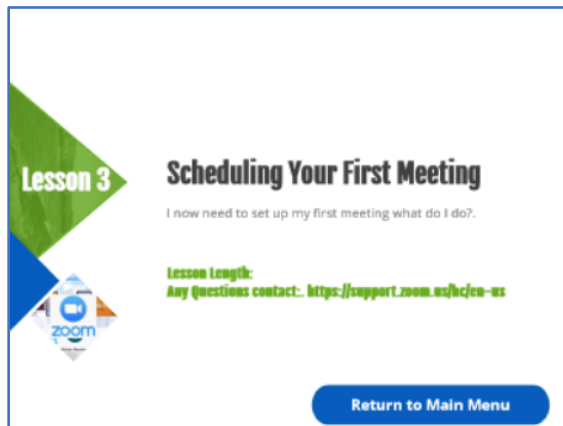 Lesson 3
Scheduling Your First Meeting
I now need to set up my first meeting what do I do?.
Lesson Length:
Any Questions contact:. https://support.zoom.us/hc/en-us
zoom
Return to Main Menu